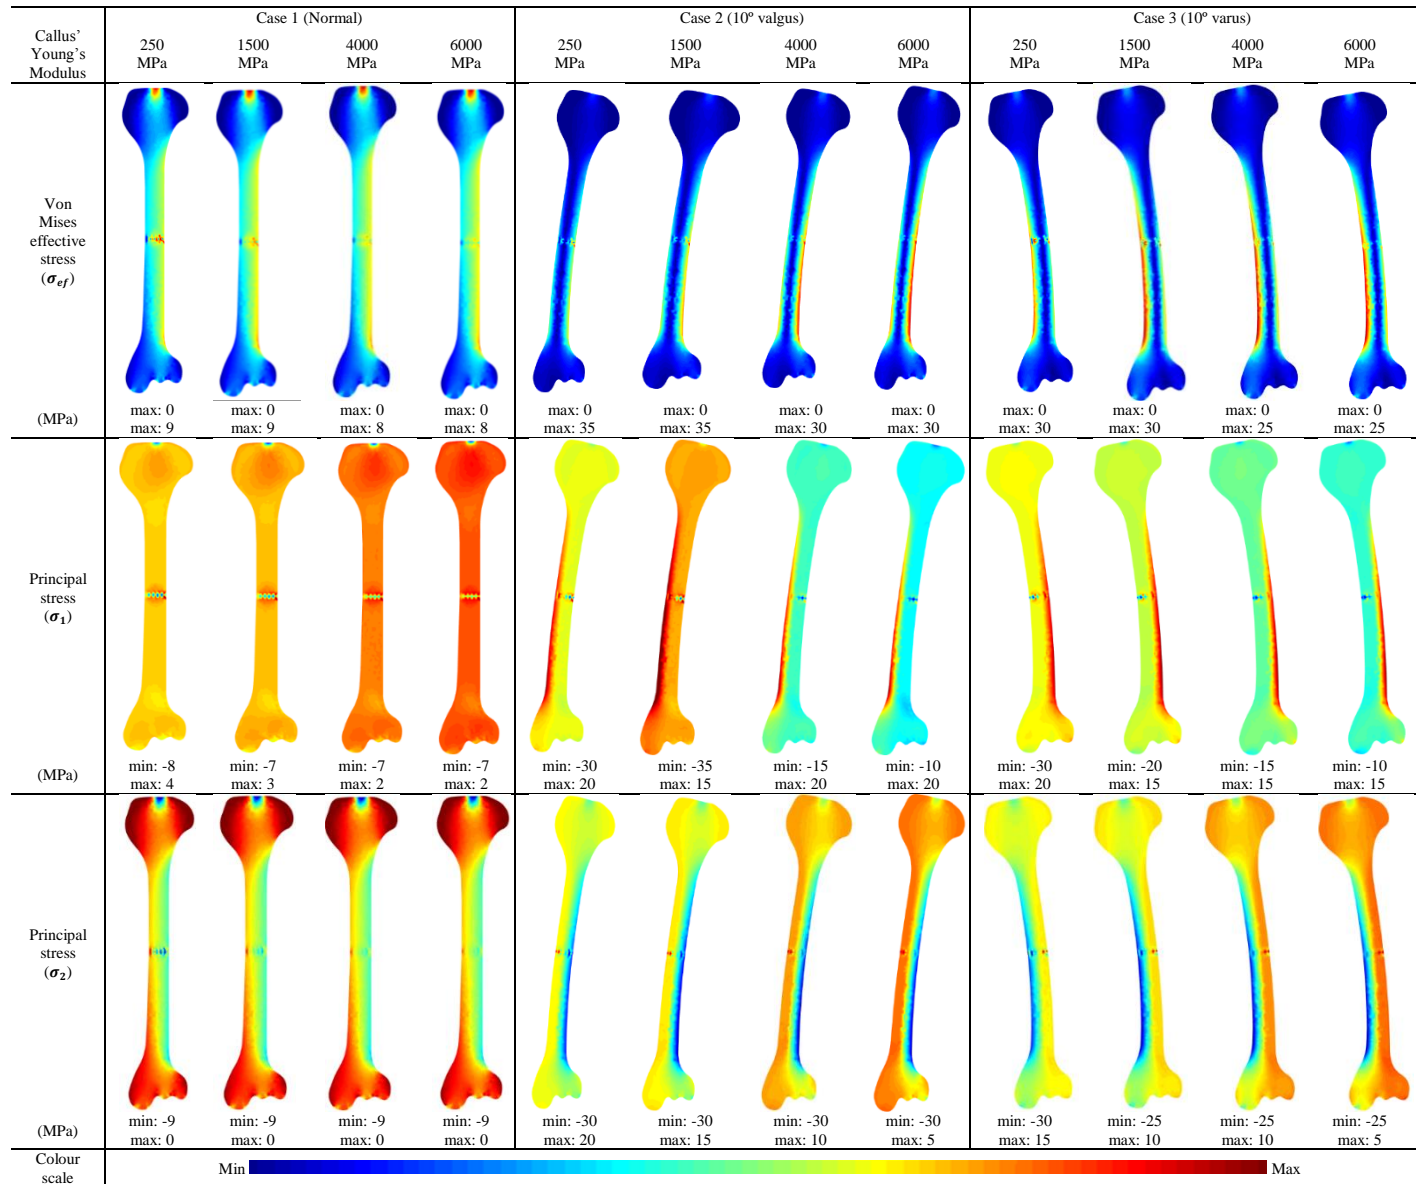 Case 1 (Normal) Case 2 (10º valgus) Case 3 (10º varus)
Callus' Young's Modulus
250 MPa 1500 MPa 4000 MPa 6000 MPa 250 MPa 1500 MPa 4000 MPa 6000 MPa 250 MPa 1500 MPa 4000 MPa 6000 MPa
Von
Mises
effective
stress
(σef)
(MPa)
max: 0 max: 0 max: 0 max: 0 max: 0 max: 0 max: 0 max: 0 max: 0 max: 0 max: 0 max: 0
max: 9 max: 9 max: 8 max: 8 max: 35 max: 35 max: 30 max: 30 max: 30 max: 30 max: 25 max: 25
Principal
stress
(σ1)
(MPa)
min: -8 min: -7 min: -7 min: -7 min: -30 min: -35 min: -15 min: -10 min: -30 min: -20 min: -15 min: -10
max: 4 max: 3 max: 2 max: 2 max: 20 max: 15 max: 20 max: 20 max: 20 max: 15 max: 15 max: 15
Principal
stress
(σ2)
(MPa)
min: -9 min: -9 min: -9 min: -9 min: -30 min: -30 min: -30 min: -30 min: -30 min: -25 min: -25 min: -25
max: 0 max: 0 max: 0 max: 0 max: 20 max: 15 max: 10 max: 5 max: 15 max: 10 max: 10 max: 5
Colour
scale
Min Max